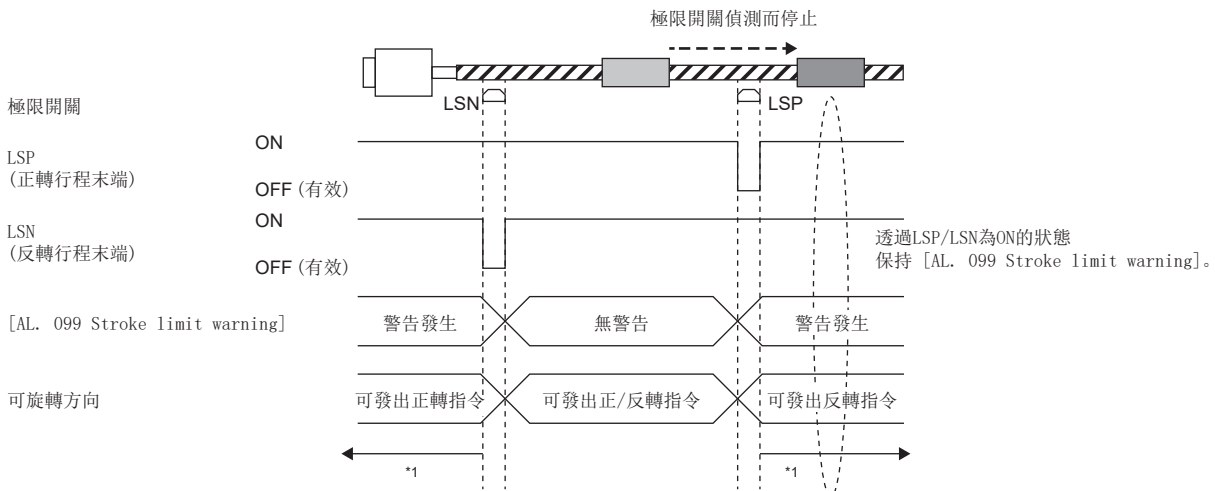 極限開關偵測而停止
極限開關
LSN
LSP
LSP
(正轉行程末端)
ON
OFF (有效)
LSN
(反轉行程末端)
ON
OFF (有效)
透過LSP/LSN為ON的狀態
保持 [AL. 099 Stroke limit warning]。
[AL. 099 Stroke limit warning]
警告發生
無警告
警告發生
可旋轉方向
可發出正轉指令
可發出正/反轉指令
可發出反轉指令
*1
*1